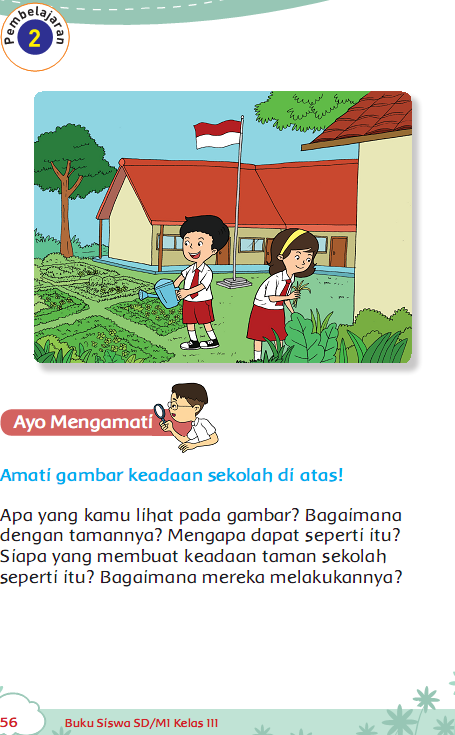 Pembelajaran
2
Ayo Mengamati
Amati gambar keadaan sekolah di atas!
Apa yang kamu lihat pada gambar? Bagaimana
dengan tamannya? Mengapa dapat seperti itu?
Siapa yang membuat keadaan taman sekolah
seperti itu? Bagaimana mereka melakukannya?
56
Buku Siswa SD/MI Kelas III